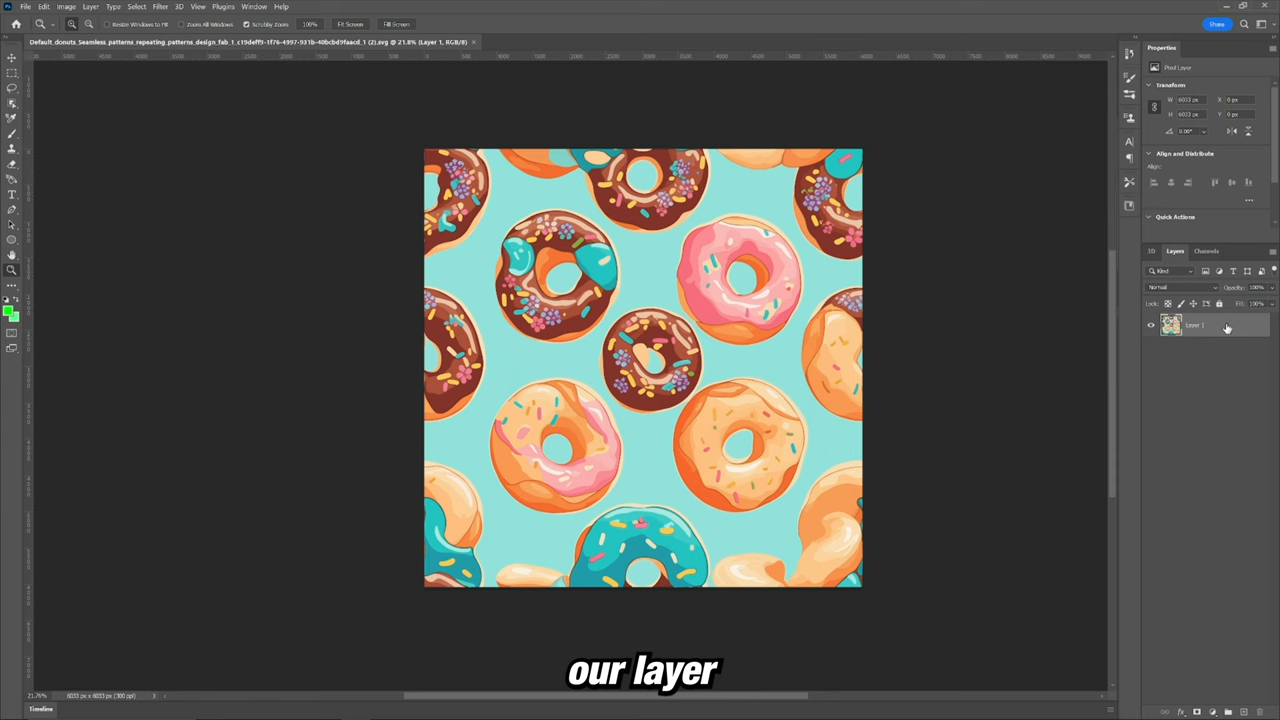 Ps File Edit Image Layer Type Select Filter 3D View Plugins Window Help
Resize Windows to Fit Zoom All Windows Scrubby Zoom 100% Fit Screen Fill Screen Share
Default_donuts_Seamless_patterns_repeating_patterns_design_fab_1_c19deff9-1f76-4997-931b-40bcbd9faacd_1 (2).svg @ 21.8% (Layer 1, RGB/8) ×
Properties
Pixel Layer
Transform
W 6033 px X 0 px
H 6033 px Y 0 px
0.00°
Align and Distribute
Align:
Quick Actions
3D Layers Channels
Kind
Normal Opacity: 100%
Lock: Fill: 100%
Layer 1
our layer
21.76% 6033 px x 6033 px (300 ppi)
Timeline